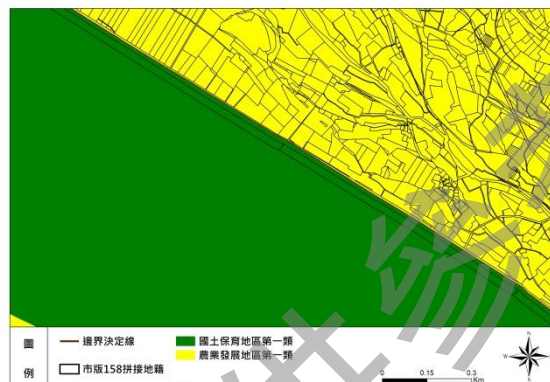 圖例
邊界決定線
市版158拼接地籍
國土保育地區第一類
農業發展地區第一類
0 0.15 0.3
Km
N
W E
S